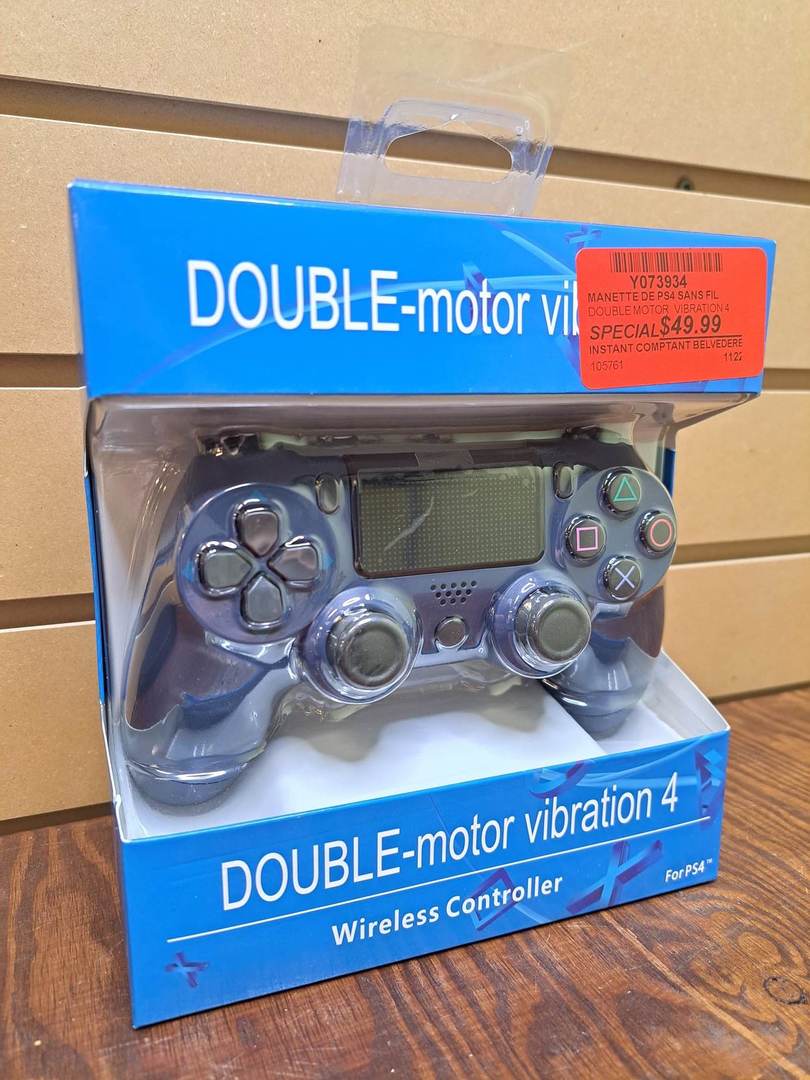 DOUBLE-motor vib
Y073934
MANETTE DE PS4 SANS FIL
DOUBLE MOTOR VIBRATION 4
SPECIAL $49.99
INSTANT COMPTANT BELVEDERE
105761 1122
DOUBLE-motor vibration 4
Wireless Controller
For PS4™